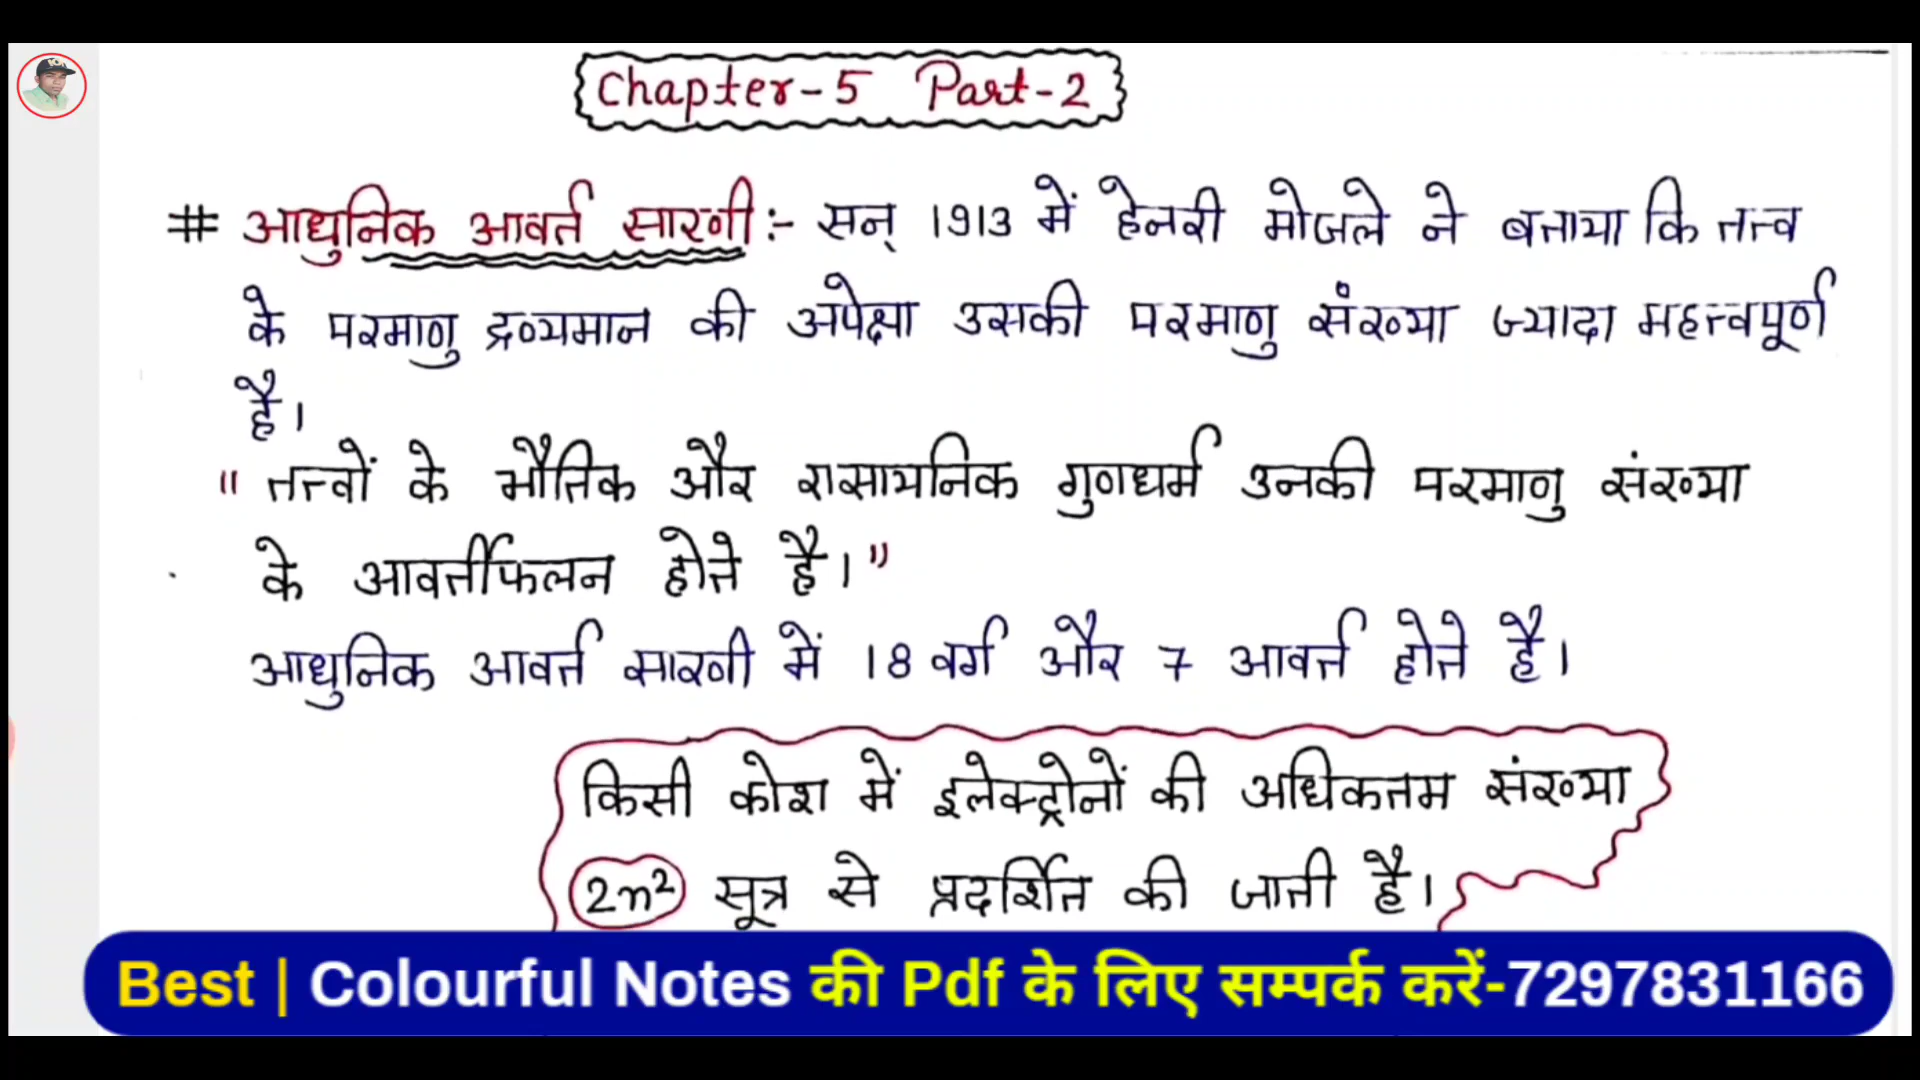 Chapter-5 Part-2
# आधुनिक आवर्त सारणी :- सन् 1913 में हेनरी मोजले ने बताया कि तत्त्व
के परमाणु द्रव्यमान की अपेक्षा उसकी परमाणु संख्या ज्यादा महत्त्वपूर्ण
है।
" तत्त्वों के भौतिक और रासायनिक गुणधर्म उनकी परमाणु संख्या
के आवर्तीफलन होते है। "
आधुनिक आवर्त सारणी में 18 वर्ग और 7 आवर्त होते है।
किसी कोश में इलेक्ट्रोनों की अधिकतम संख्या
2n² सूत्र से प्रदर्शित की जाती है।
Best | Colourful Notes की Pdf के लिए सम्पर्क करें-7297831166